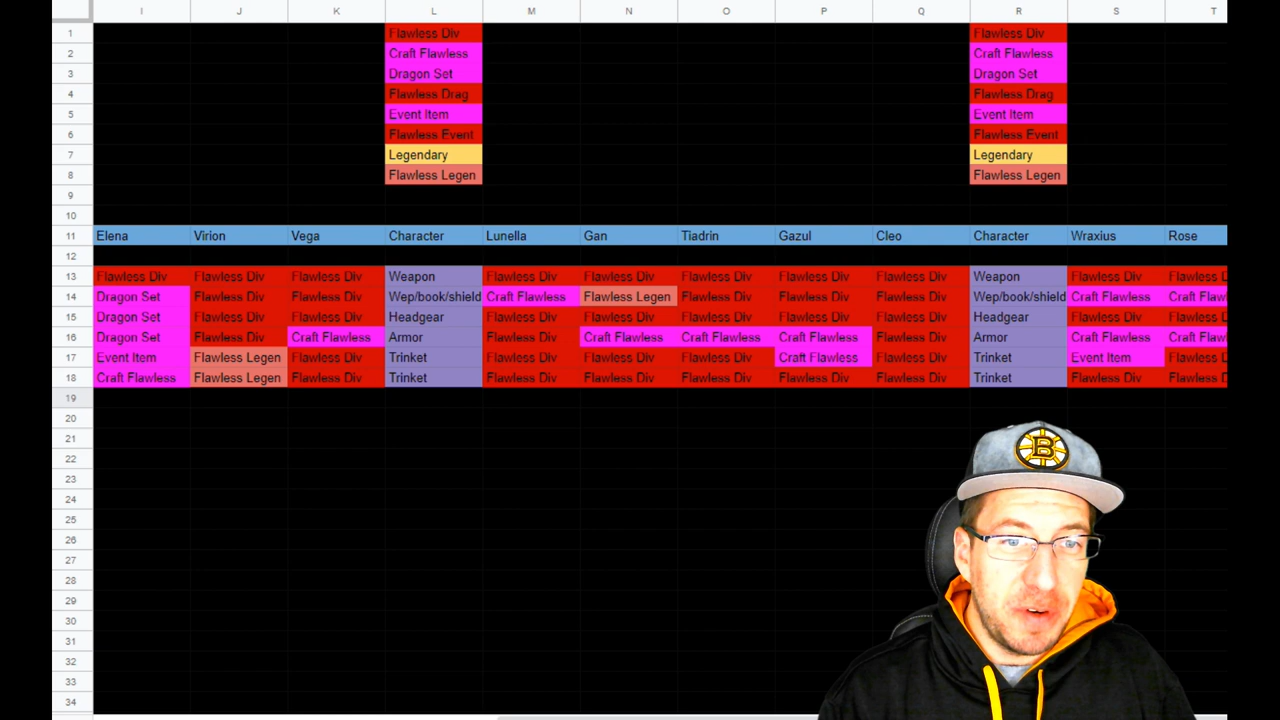 I J K L M N O P Q R S T
1 Flawless Div Flawless Div
2 Craft Flawless Craft Flawless
3 Dragon Set Dragon Set
4 Flawless Drag Flawless Drag
5 Event Item Event Item
6 Flawless Event Flawless Event
7 Legendary Legendary
8 Flawless Legen Flawless Legen
9
10
11 Elena Virion Vega Character Lunella Gan Tiadrin Gazul Cleo Character Wraxius Rose
12
13 Flawless Div Flawless Div Flawless Div Weapon Flawless Div Flawless Div Flawless Div Flawless Div Flawless Div Weapon Flawless Div Flawless D
14 Dragon Set Flawless Div Flawless Div Wep/book/shield Craft Flawless Flawless Legen Flawless Div Flawless Div Flawless Div Wep/book/shield Craft Flawless Craft Flaw
15 Dragon Set Flawless Div Flawless Div Headgear Flawless Div Flawless Div Flawless Div Flawless Div Flawless Div Headgear Flawless Div Flawless D
16 Dragon Set Flawless Div Craft Flawless Armor Flawless Div Craft Flawless Craft Flawless Craft Flawless Flawless Div Armor Craft Flawless Craft Flaw
17 Event Item Flawless Legen Flawless Div Trinket Flawless Div Flawless Div Flawless Div Craft Flawless Flawless Div Trinket Event Item Flawless D
18 Craft Flawless Flawless Legen Flawless Div Trinket Flawless Div Flawless Div Flawless Div Flawless Div Flawless Div Trinket Flawless Div Flawless D
19
20
21
22
23
24
25
26
27
28
29
30
31
32
33
34
B